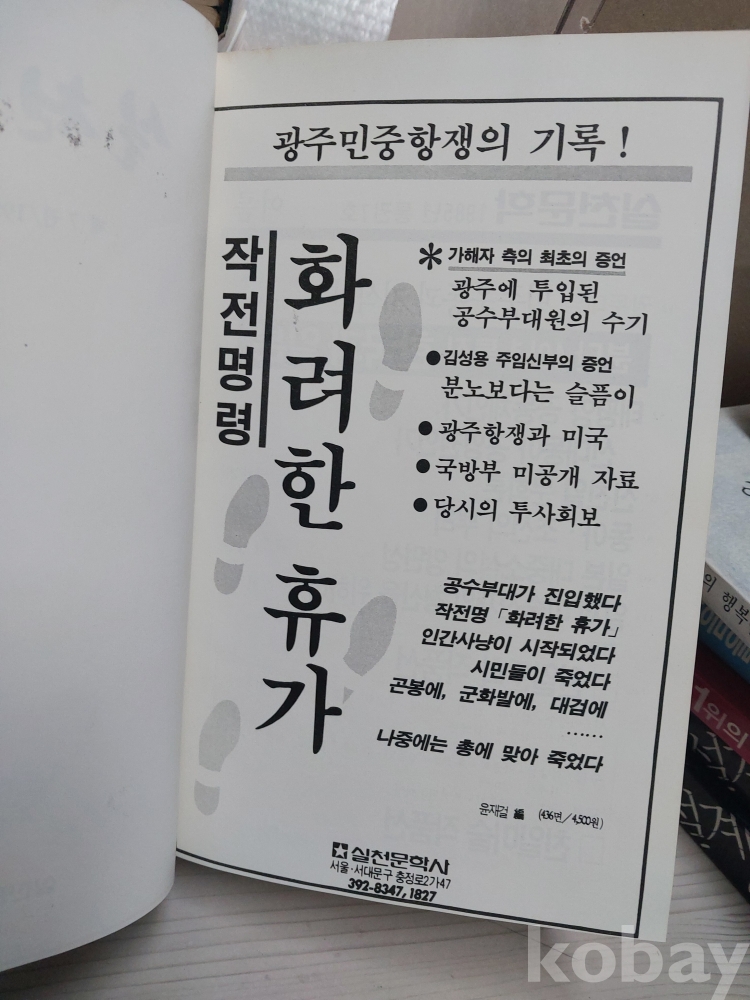 광주민중항쟁의 기록!
작전명령
화려한 휴가
* 가해자 측의 최초의 증언
광주에 투입된
공수부대원의 수기
●김성용 주임신부의 증언
분노보다는 슬픔이
●광주항쟁과 미국
●국방부 미공개 자료
●당시의 투사회보
공수부대가 진입했다
작전명 「화려한 휴가」
인간사냥이 시작되었다
시민들이 죽었다
곤봉에, 군화발에, 대검에
……
나중에는 총에 맞아 죽었다
윤재걸 編 (436면/4,500원)
실천문학사
서울·서대문구 충정로2가47
392-8347, 1827
의 행복
1위의
kobay